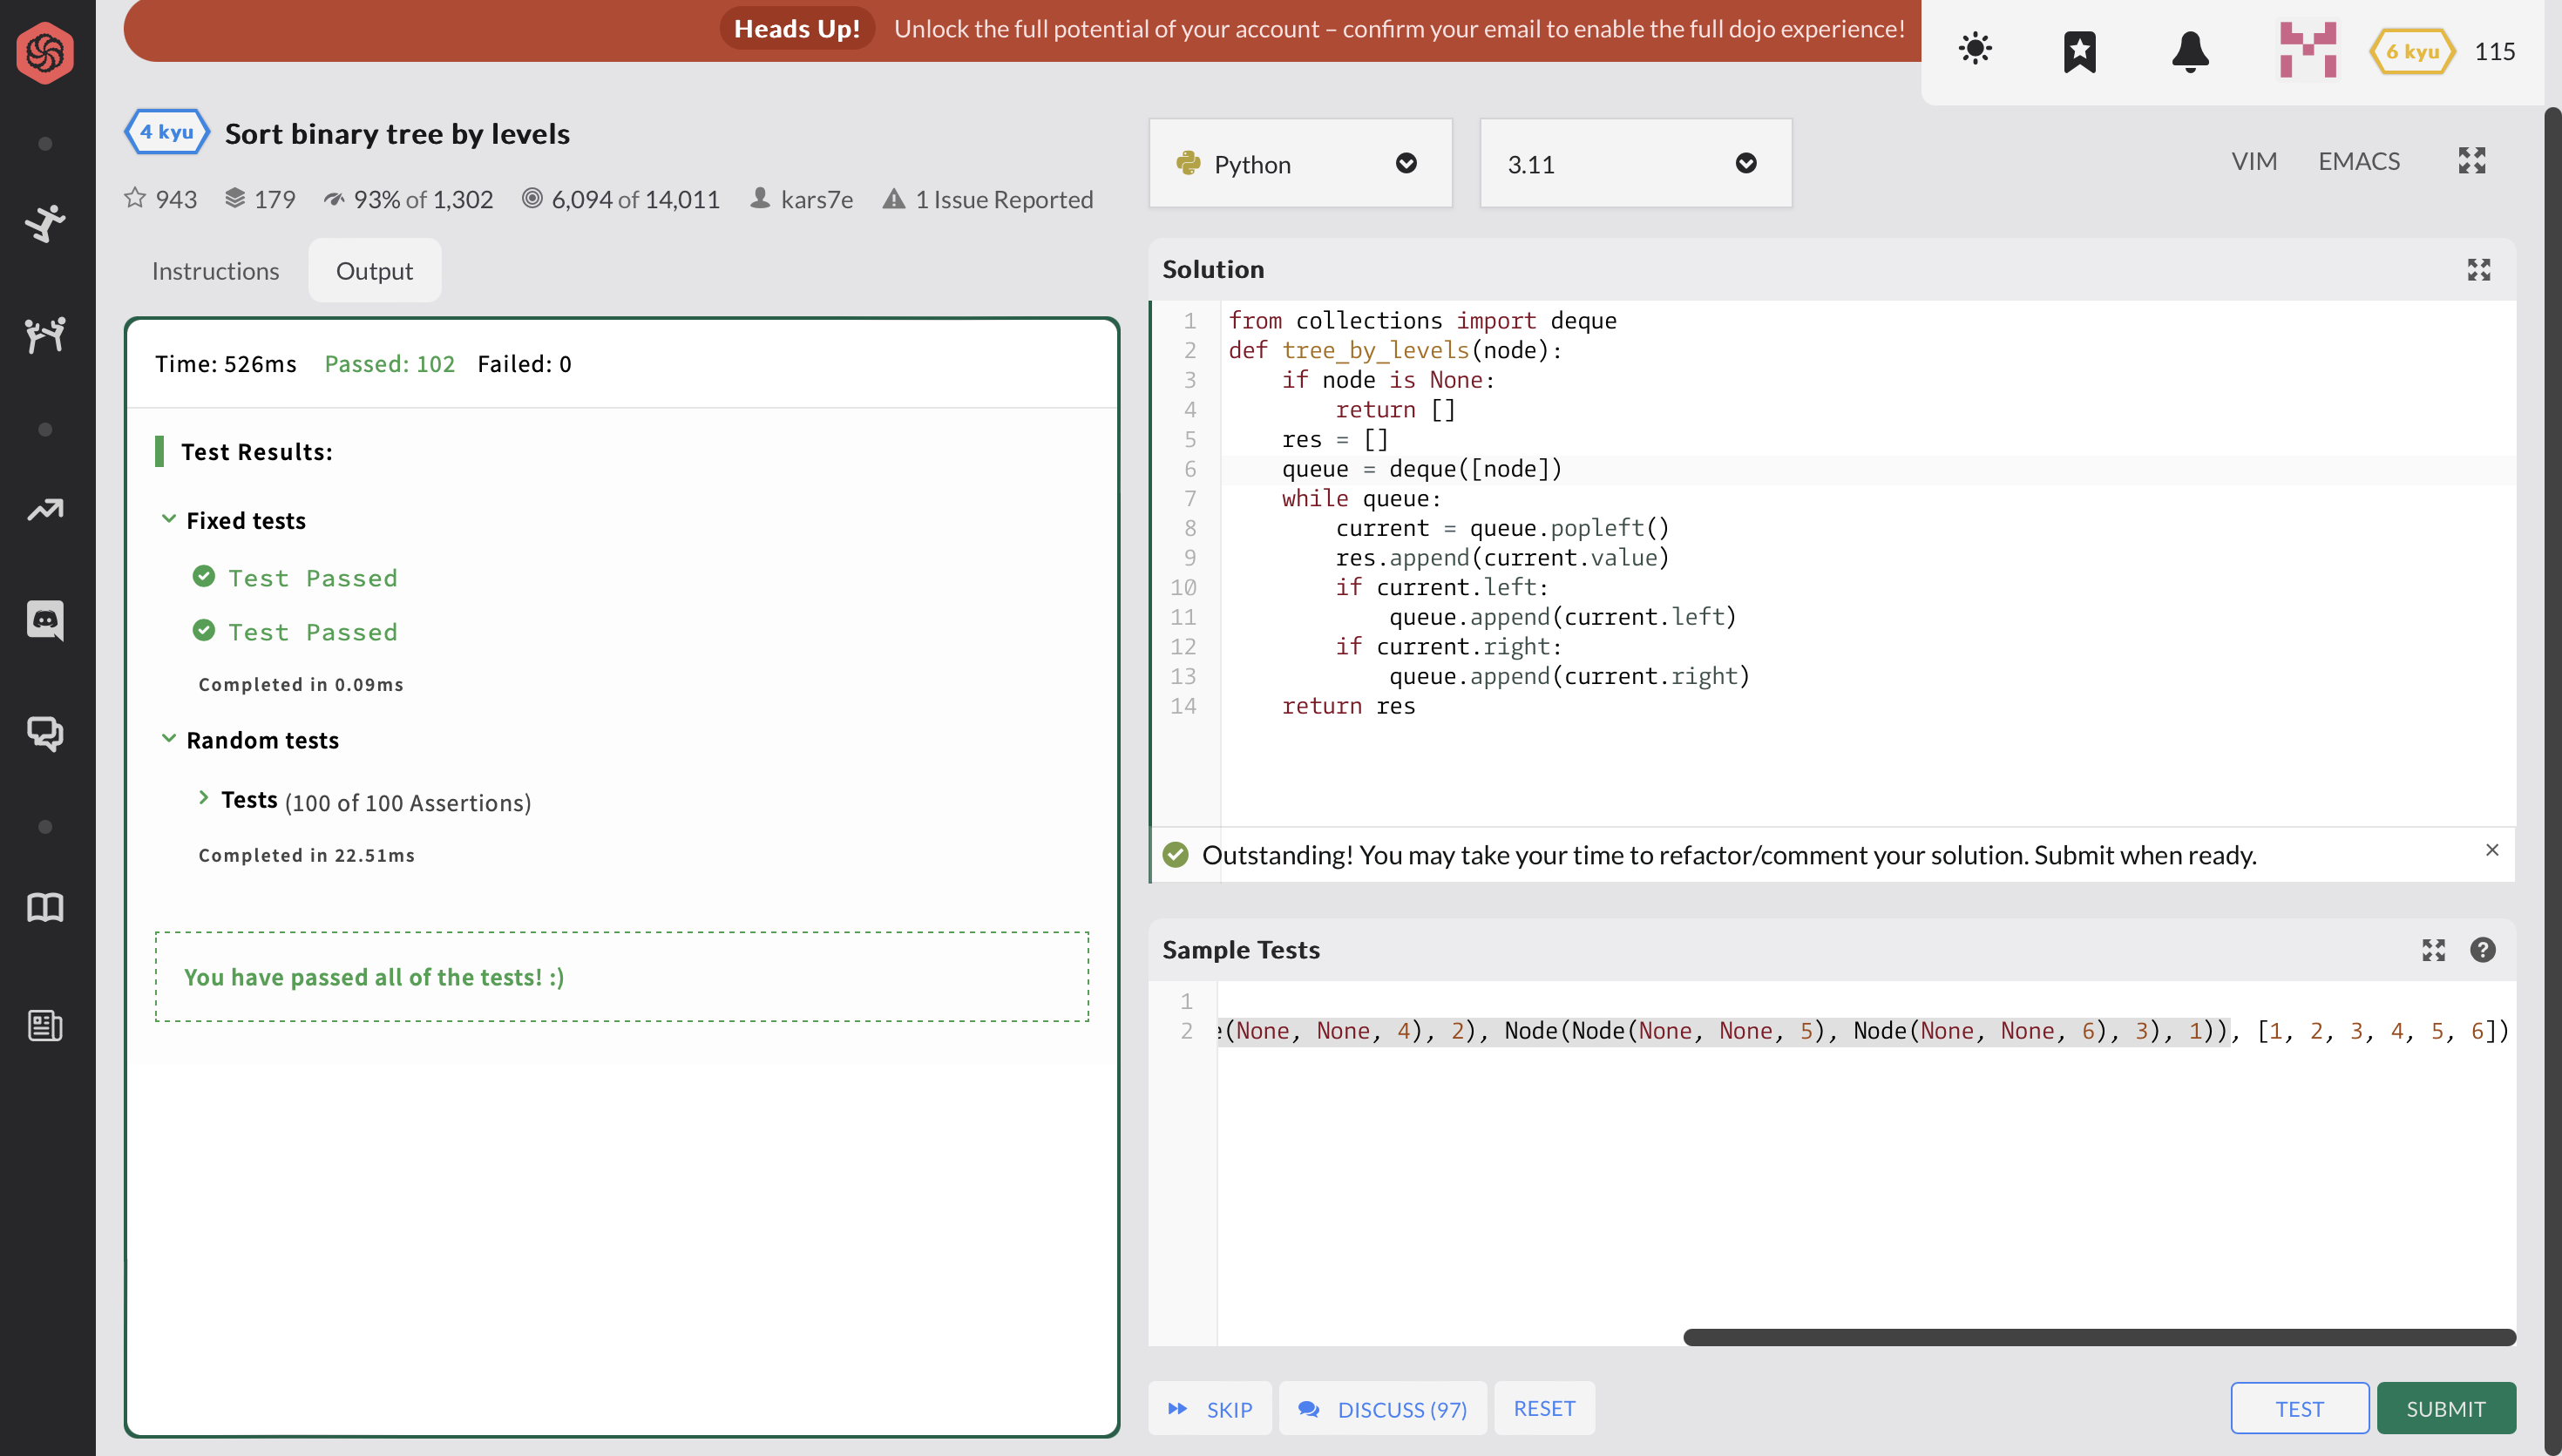 Heads Up! Unlock the full potential of your account – confirm your email to enable the full dojo experience!
6 kyu 115
4 kyu Sort binary tree by levels
943 179 93% of 1,302 6,094 of 14,011 kars7e 1 Issue Reported
Instructions Output
Time: 526ms Passed: 102 Failed: 0
Test Results:
Fixed tests
Test Passed
Test Passed
Completed in 0.09ms
Random tests
Tests (100 of 100 Assertions)
Completed in 22.51ms
You have passed all of the tests! :)
Python 3.11 VIM EMACS
Solution
1 from collections import deque
2 def tree_by_levels(node):
3     if node is None:
4         return []
5     res = []
6     queue = deque([node])
7     while queue:
8         current = queue.popleft()
9         res.append(current.value)
10         if current.left:
11             queue.append(current.left)
12         if current.right:
13             queue.append(current.right)
14     return res
Outstanding! You may take your time to refactor/comment your solution. Submit when ready.
Sample Tests
1
2 e(None, None, 4), 2), Node(Node(None, None, 5), Node(None, None, 6), 3), 1)), [1, 2, 3, 4, 5, 6])
SKIP DISCUSS (97) RESET TEST SUBMIT